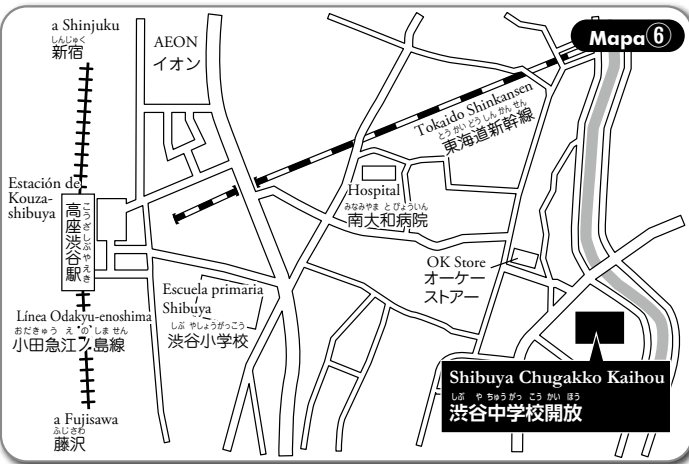 Mapa⑥
a Shinjuku
しんじゅく
新宿
AEON
イオン
Tokaido Shinkansen
とうかいどうしんかんせん
東海道新幹線
Estación de
Kouza-
shibuya
こうざしぶやえき
高座渋谷駅
Hospital
みなみやまとびょういん
南大和病院
OK Store
オーケー
ストアー
Escuela primaria
Shibuya
しぶやしょうがっこう
渋谷小学校
Línea Odakyu-enoshima
おだきゅうえのしません
小田急江ノ島線
Shibuya Chugakko Kaihou
しぶやちゅうがっこうかいほう
渋谷中学校開放
a Fujisawa
ふじさわ
藤沢